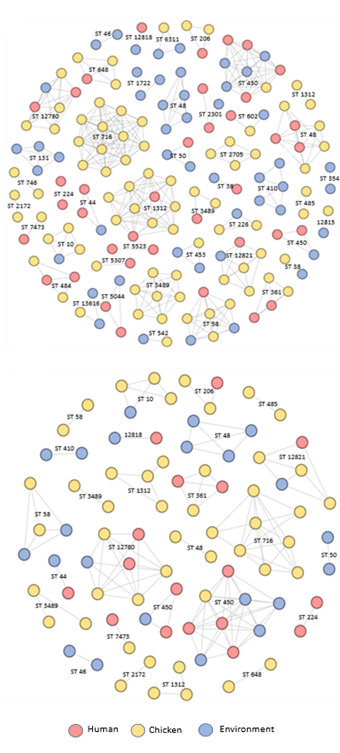 ST 46 ST 12818 ST 6311 ST 206
ST 648 ST 1722 ST 450
ST 1312
ST 12780 ST 48 ST 2301 ST 602
ST 716 ST 48
ST 131 ST 50 ST 2705
ST 746 ST 224 ST 38 ST 410 ST 354
ST 2172 ST 44 ST 1312 ST 3489 ST 485
ST 7473 ST 226 12815
ST 10 ST 5523 ST 450
ST 5307 ST 453 ST 12821
ST 484 ST 3489 ST 38
ST 15616 ST 5044 ST 361
ST 542 ST 58
ST 10 ST 206 ST 485
ST 58
ST 410 12818 ST 48
ST 12821
ST 3489 ST 1312 ST 361
ST 58 ST 716
ST 12780 ST 48 ST 50
ST 44
ST 3489 ST 450 ST 450 ST 224
ST 7473
ST 46 ST 2172 ST 1312 ST 648
Human Chicken Environment